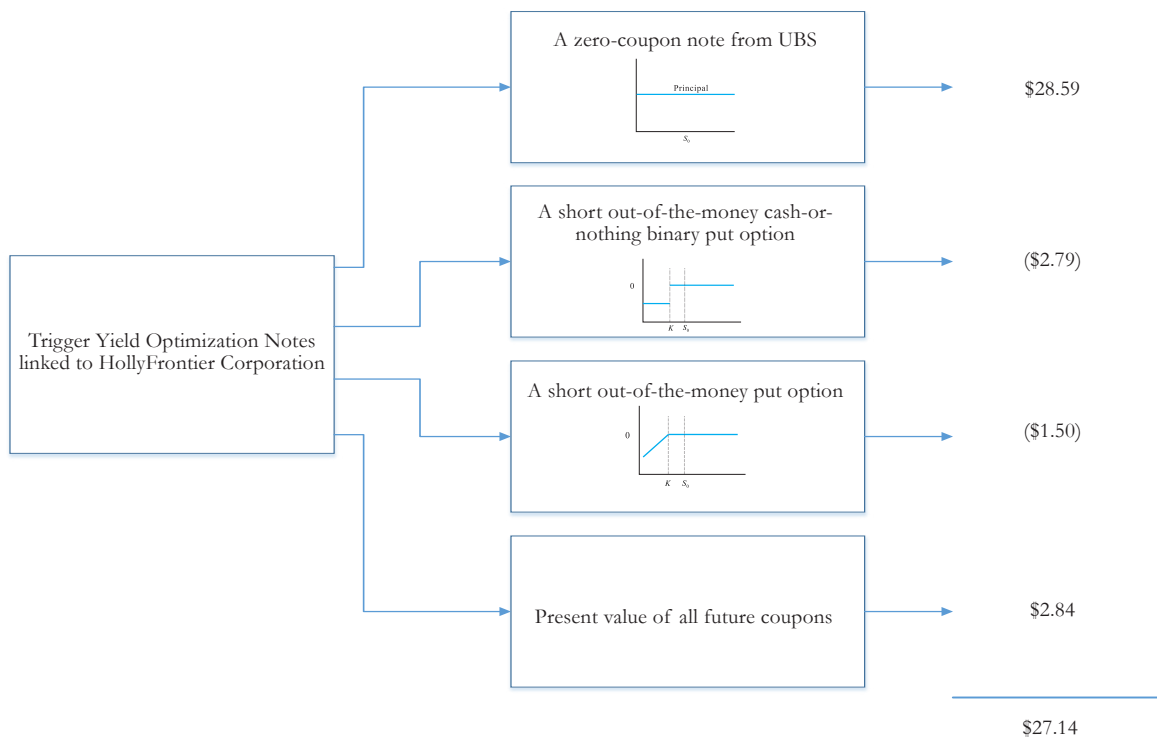 A zero-coupon note from UBS
Principal
S0
$28.59
A short out-of-the-money cash-or-
nothing binary put option
0
K S0
($2.79)
Trigger Yield Optimization Notes
linked to HollyFrontier Corporation
A short out-of-the-money put option
0
K S0
($1.50)
Present value of all future coupons
$2.84
$27.14